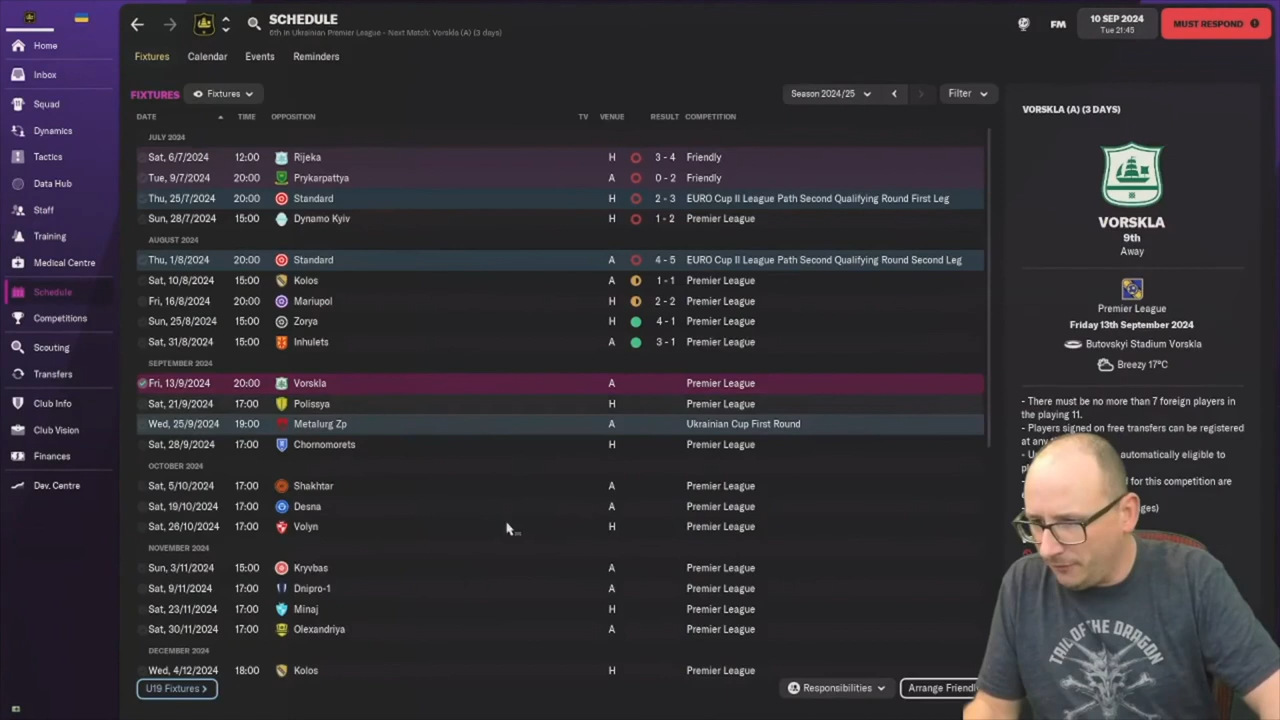 SCHEDULE
6th in Ukrainian Premier League - Next Match: Vorskla (A) (3 days)
FM
10 SEP 2024
Tue 21:45
MUST RESPOND
Home
Inbox
Squad
Dynamics
Tactics
Data Hub
Staff
Training
Medical Centre
Schedule
Competitions
Scouting
Transfers
Club Info
Club Vision
Finances
Dev. Centre
Fixtures Calendar Events Reminders
FIXTURES Fixtures Season 2024/25 Filter
DATE TIME OPPOSITION TV VENUE RESULT COMPETITION
JULY 2024
Sat, 6/7/2024 12:00 Rijeka H 3 - 4 Friendly
Tue, 9/7/2024 20:00 Prykarpattya A 0 - 2 Friendly
Thu, 25/7/2024 20:00 Standard H 2 - 3 EURO Cup II League Path Second Qualifying Round First Leg
Sun, 28/7/2024 15:00 Dynamo Kyiv H 1 - 2 Premier League
AUGUST 2024
Thu, 1/8/2024 20:00 Standard A 4 - 5 EURO Cup II League Path Second Qualifying Round Second Leg
Sat, 10/8/2024 15:00 Kolos A 1 - 1 Premier League
Fri, 16/8/2024 20:00 Mariupol H 2 - 2 Premier League
Sun, 25/8/2024 15:00 Zorya H 4 - 1 Premier League
Sat, 31/8/2024 15:00 Inhulets A 3 - 1 Premier League
SEPTEMBER 2024
Fri, 13/9/2024 20:00 Vorskla A Premier League
Sat, 21/9/2024 17:00 Polissya H Premier League
Wed, 25/9/2024 19:00 Metalurg Zp A Ukrainian Cup First Round
Sat, 28/9/2024 17:00 Chornomorets H Premier League
OCTOBER 2024
Sat, 5/10/2024 17:00 Shakhtar A Premier League
Sat, 19/10/2024 17:00 Desna A Premier League
Sat, 26/10/2024 17:00 Volyn H Premier League
NOVEMBER 2024
Sun, 3/11/2024 15:00 Kryvbas A Premier League
Sat, 9/11/2024 17:00 Dnipro-1 A Premier League
Sat, 23/11/2024 17:00 Minaj H Premier League
Sat, 30/11/2024 17:00 Olexandriya A Premier League
DECEMBER 2024
Wed, 4/12/2024 18:00 Kolos H Premier League
U19 Fixtures > Responsibilities Arrange Friendl
VORSKLA (A) (3 DAYS)
VORSKLA
9th
Away
Premier League
Friday 13th September 2024
Butovskyi Stadium Vorskla
Breezy 17°C
- There must be no more than 7 foreign players in
the playing 11.
- Players signed on free transfers can be registered
at any
automatically eligible to
for this competition are
TAIL OF THE DRAGON